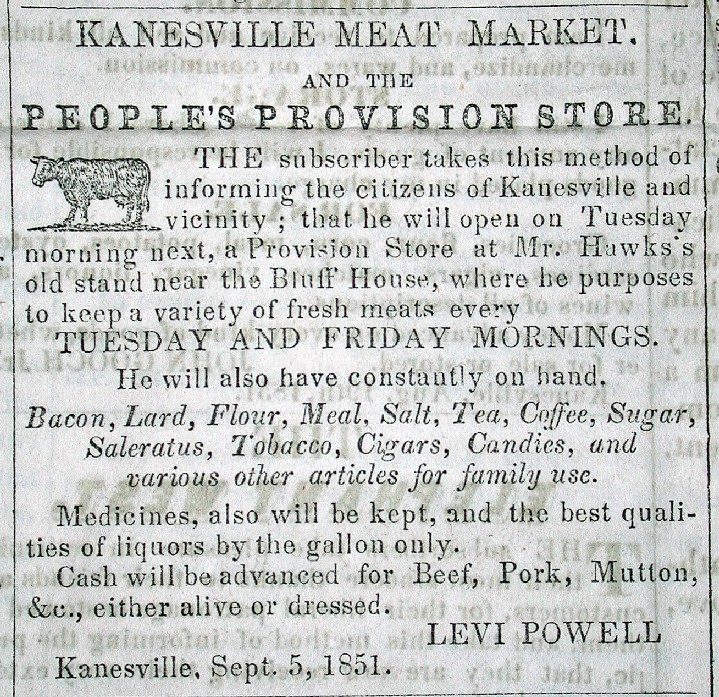 KANESVILLE MEAT MARKET.
AND THE
PEOPLE'S PROVISION STORE.
THE subscriber takes this method of
informing the citizens of Kanesville and
vicinity ; that he will open on Tuesday
morning next, a Provision Store at Mr. Hawks's
old stand near the Bluff House, where he purposes
to keep a variety of fresh meats every
TUESDAY AND FRIDAY MORNINGS.
He will also have constantly on hand.
Bacon, Lard, Flour, Meal, Salt, Tea, Coffee, Sugar,
Saleratus, Tobacco, Cigars, Candies, and
various other articles for family use.
Medicines, also will be kept, and the best quali-
ties of liquors by the gallon only.
Cash will be advanced for Beef, Pork, Mutton,
&c., either alive or dressed.
LEVI POWELL
Kanesville, Sept. 5, 1851.